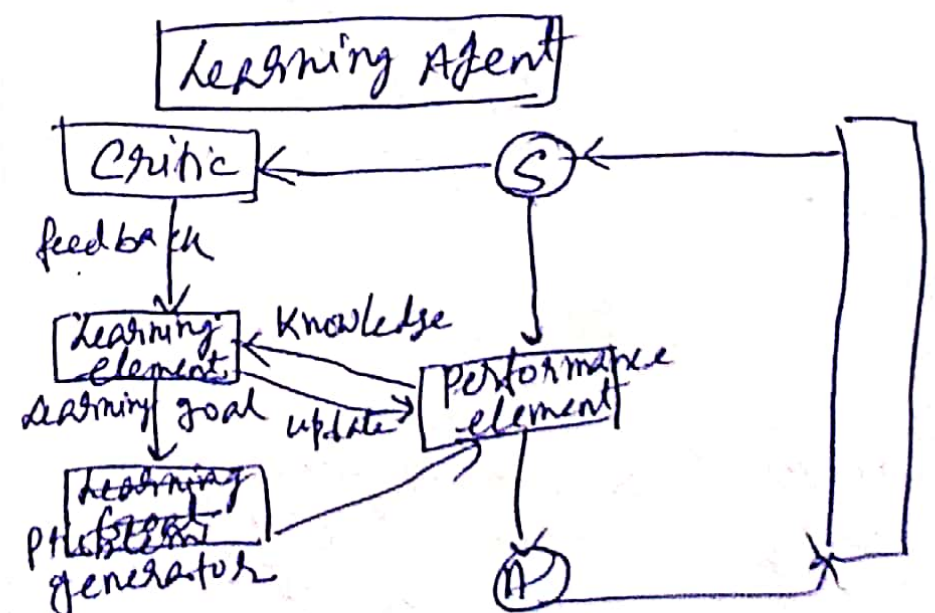 Learning Agent
Critic
S
feedback
Learning
element
Knowledge
update
Performance
element
Learning goal
Problem
generator
A